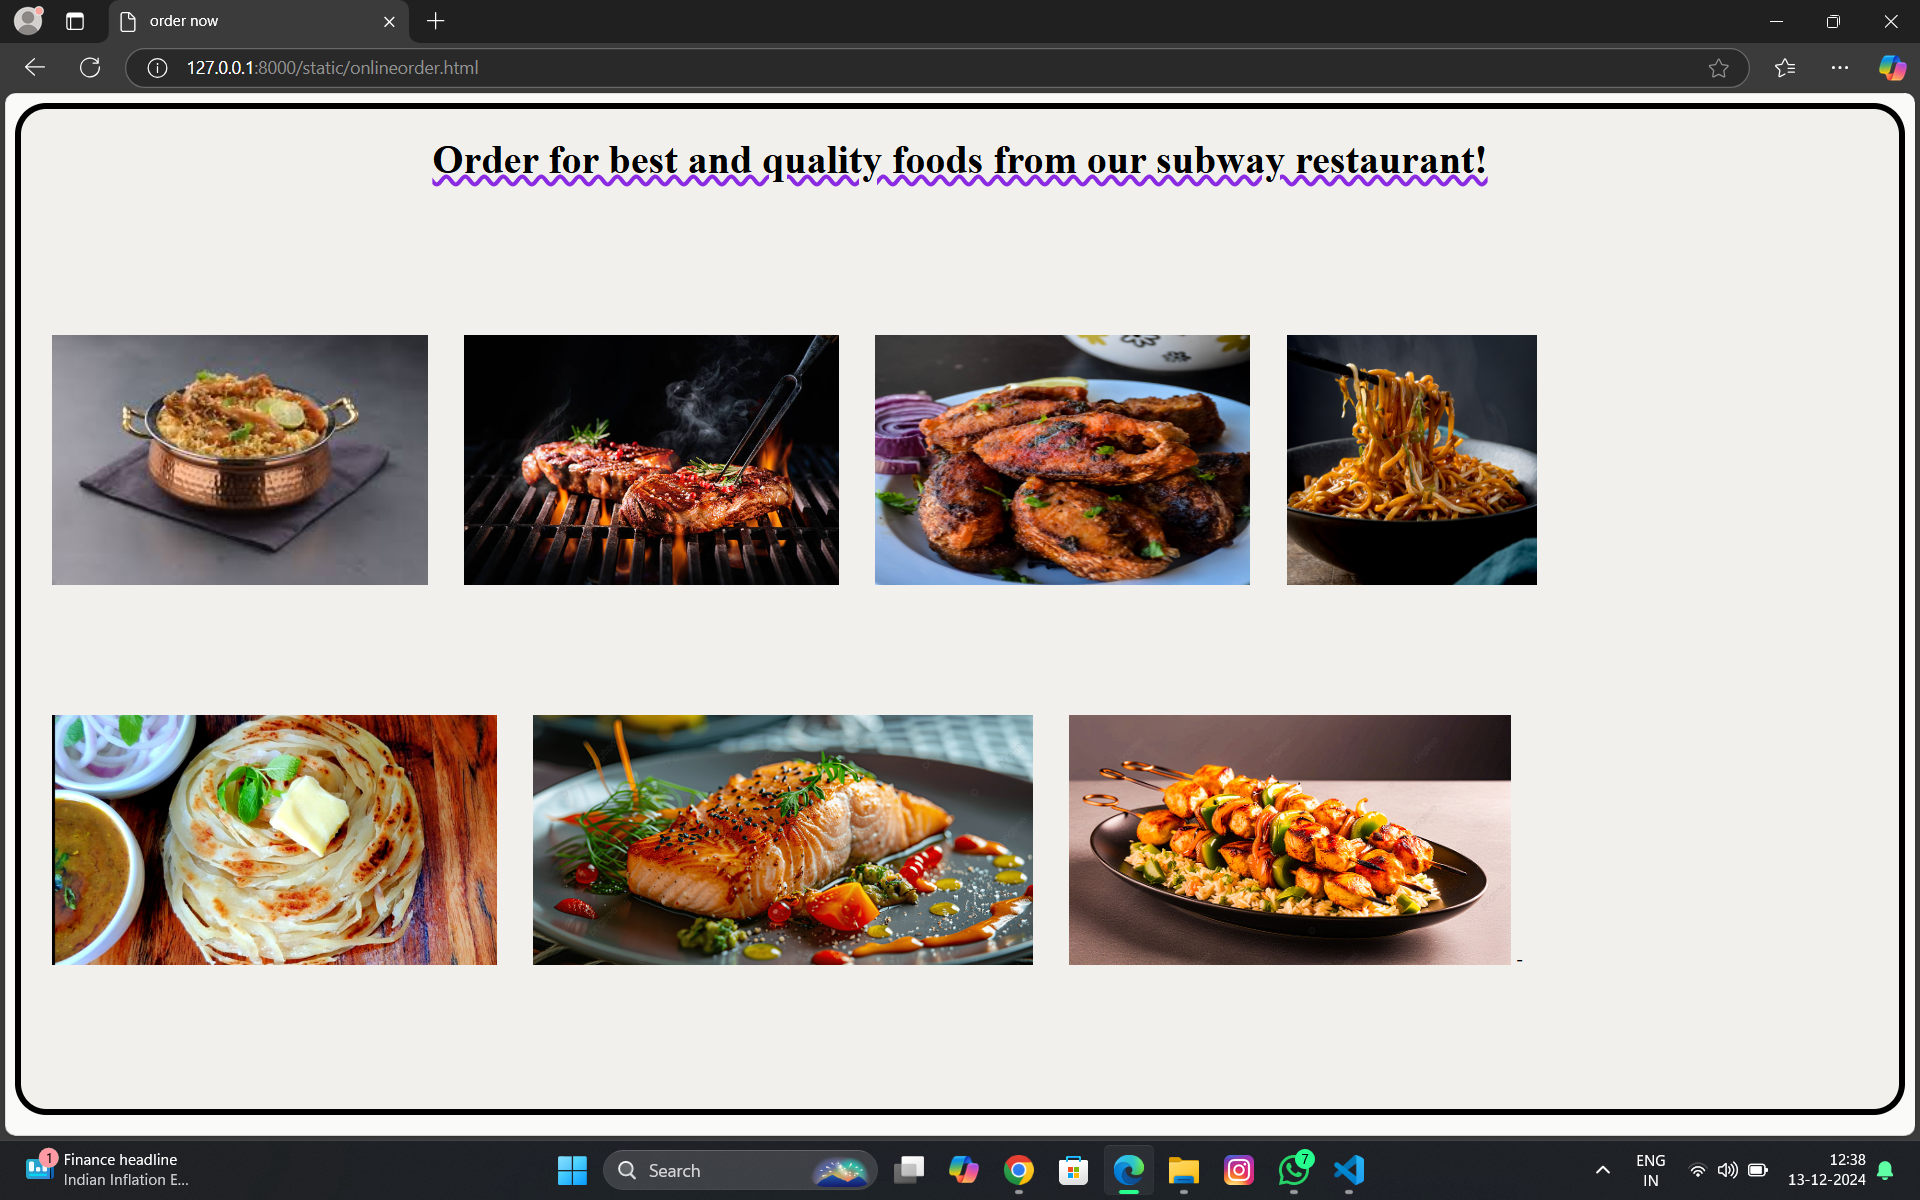 order now
127.0.0.1:8000/static/onlineorder.html
Order for best and quality foods from our subway restaurant!
-
1
Finance headline
Indian Inflation E...
Search
7
ENG
IN
12:38
13-12-2024